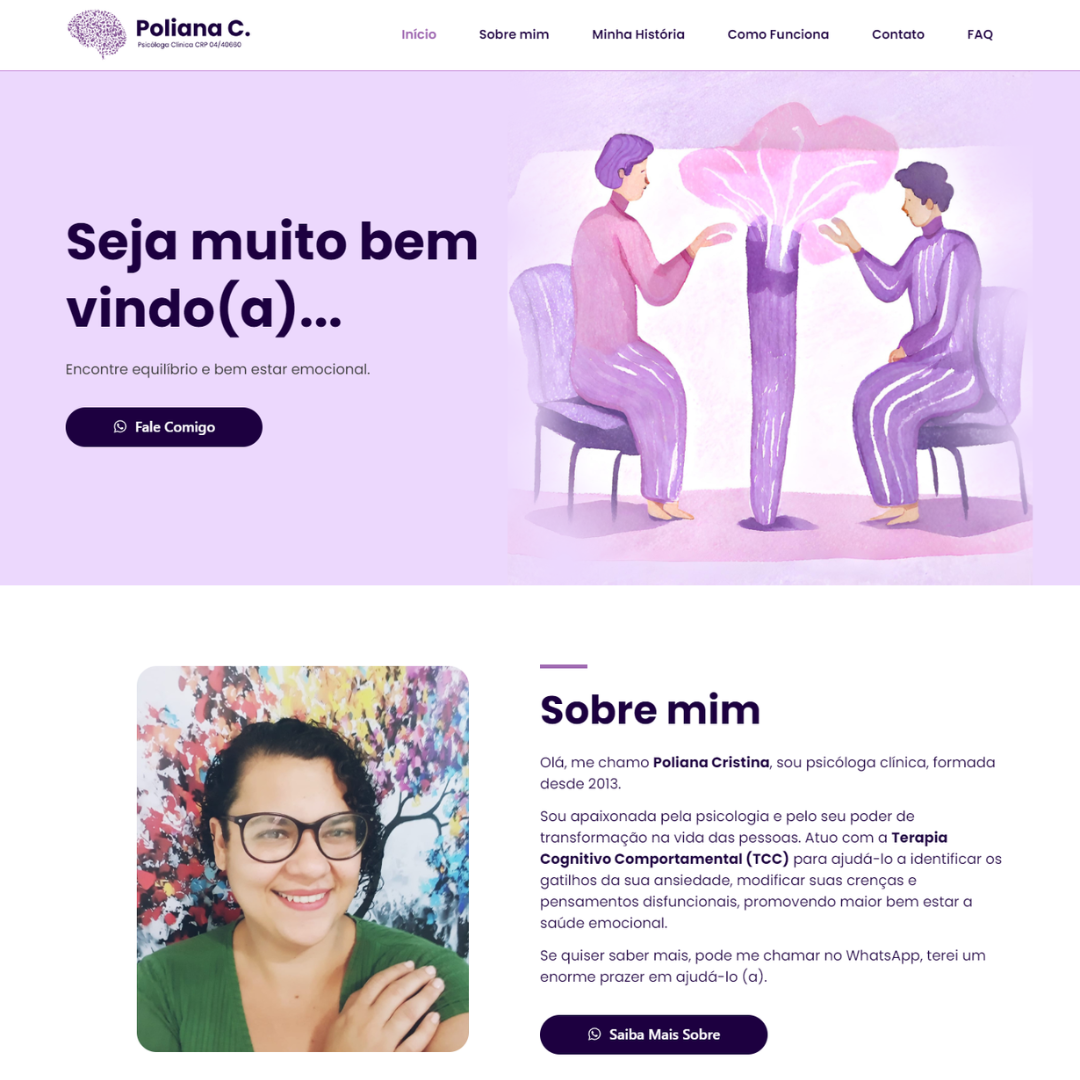 Poliana C.
Psicóloga Clínica CRP 04/40660
Início
Sobre mim
Minha História
Como Funciona
Contato
FAQ
Seja muito bem
vindo(a)...
Encontre equilíbrio e bem estar emocional.
Fale Comigo
Sobre mim
Olá, me chamo Poliana Cristina, sou psicóloga clínica, formada
desde 2013.
Sou apaixonada pela psicologia e pelo seu poder de
transformação na vida das pessoas. Atuo com a Terapia
Cognitivo Comportamental (TCC) para ajudá-lo a identificar os
gatilhos da sua ansiedade, modificar suas crenças e
pensamentos disfuncionais, promovendo maior bem estar a
saúde emocional.
Se quiser saber mais, pode me chamar no WhatsApp, terei um
enorme prazer em ajudá-lo (a).
Saiba Mais Sobre